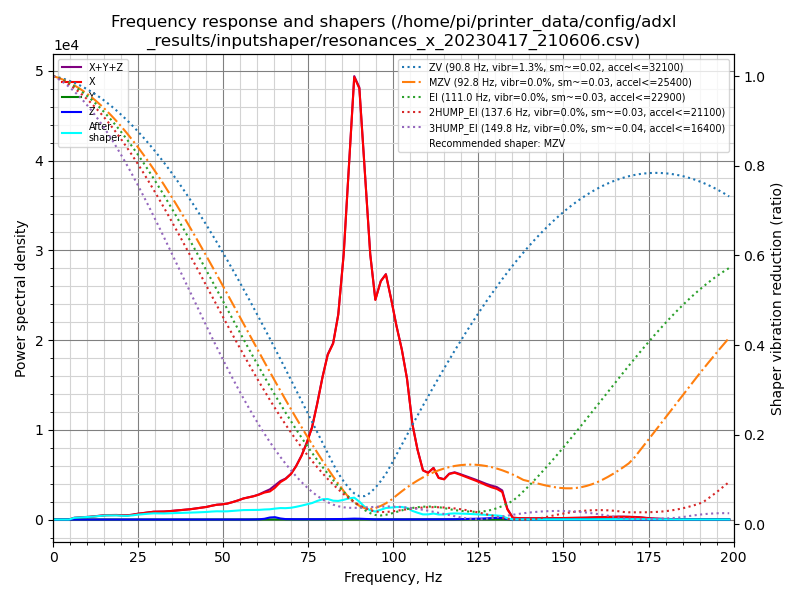 Frequency response and shapers (/home/pi/printer_data/config/adxl
_results/inputshaper/resonances_x_20230417_210606.csv)
1e4
X+Y+Z
X
Y
Z
After
shaper
ZV (90.8 Hz, vibr=1.3%, sm~=0.02, accel<=32100)
MZV (92.8 Hz, vibr=0.0%, sm~=0.03, accel<=25400)
EI (111.0 Hz, vibr=0.0%, sm~=0.03, accel<=22900)
2HUMP_EI (137.6 Hz, vibr=0.0%, sm~=0.03, accel<=21100)
3HUMP_EI (149.8 Hz, vibr=0.0%, sm~=0.04, accel<=16400)
Recommended shaper: MZV
5
4
3
2
1
0
Power spectral density
1.0
0.8
0.6
0.4
0.2
0.0
Shaper vibration reduction (ratio)
0 25 50 75 100 125 150 175 200
Frequency, Hz